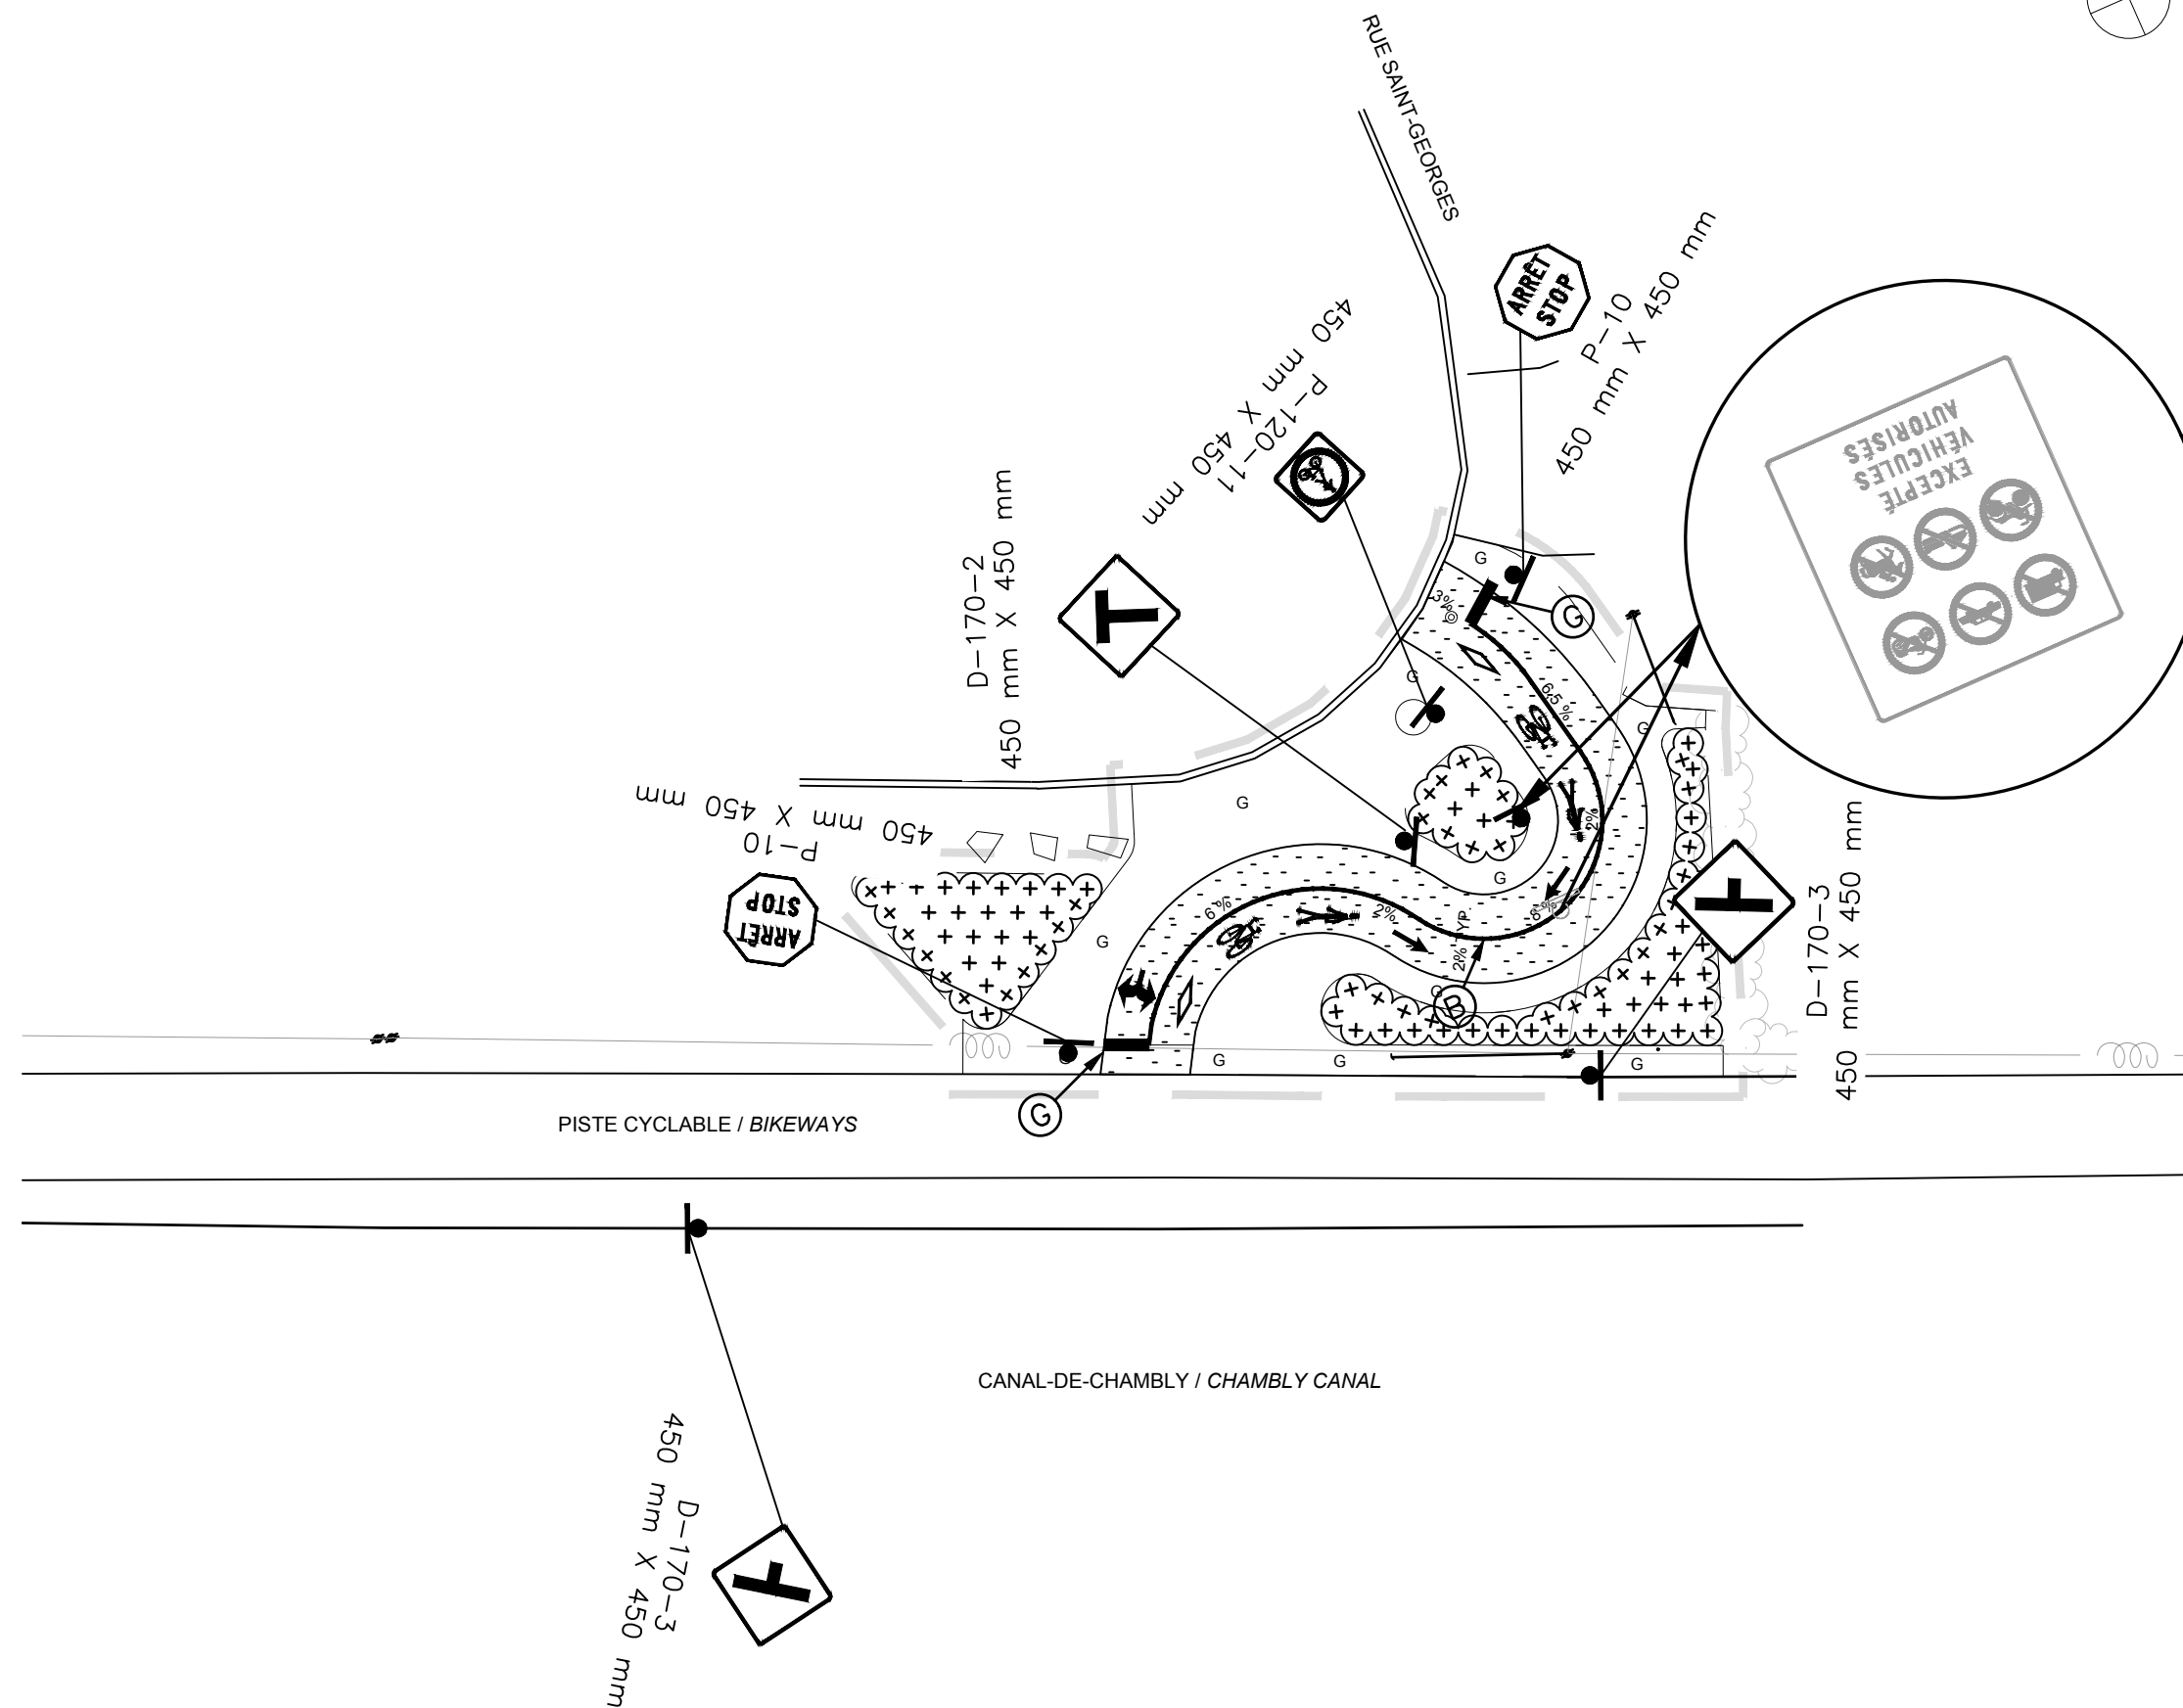 RUE SAINT-GEORGES
ARRÊT
STOP
P-10
450 mm X 450 mm
P-120-11
450 mm X 450 mm
EXCEPTÉ
VÉHICULES
AUTORISÉS
D-170-2
450 mm X 450 mm
G
3%
G
G
6,5 %
G
2%
G
G
8 %
2% TYP.
2%
6 %
G
G
B
G
G
G
P-10
450 mm X 450 mm
ARRÊT
STOP
D-170-3
450 mm X 450 mm
G
PISTE CYCLABLE / BIKEWAYS
CANAL-DE-CHAMBLY / CHAMBLY CANAL
D-170-3
450 mm X 450 mm